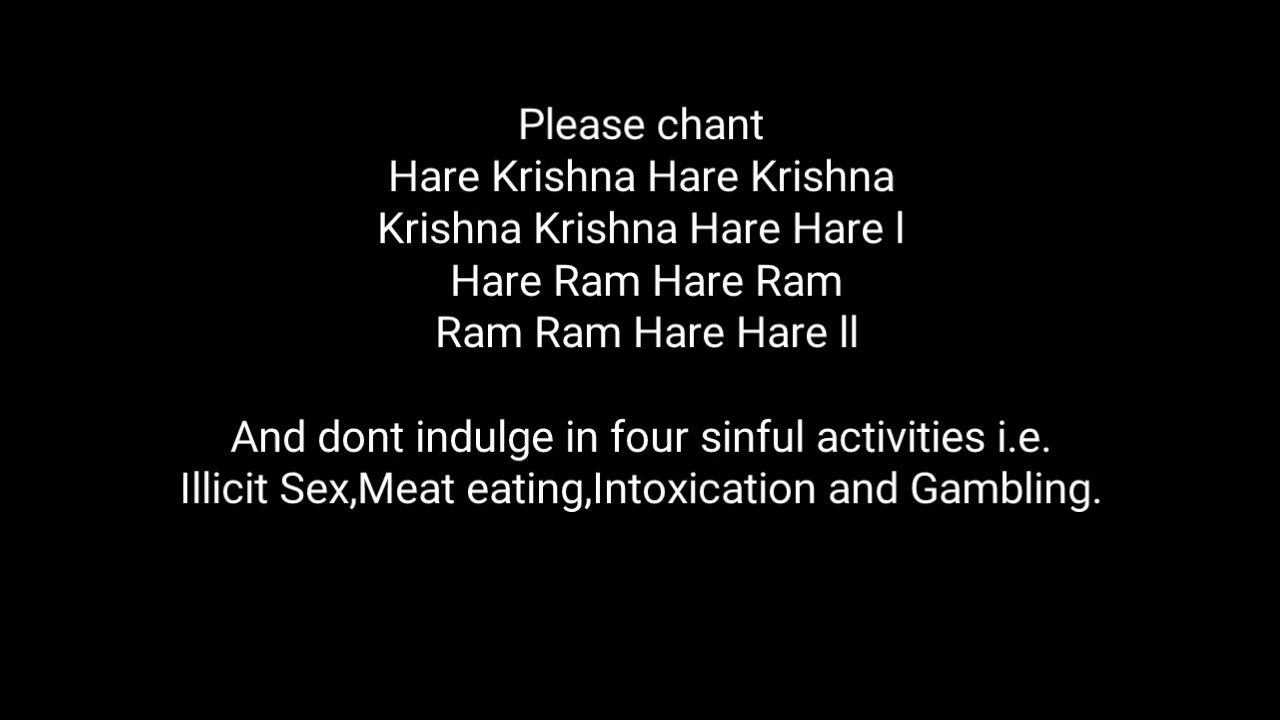 Please chant
Hare Krishna Hare Krishna
Krishna Krishna Hare Hare l
Hare Ram Hare Ram
Ram Ram Hare Hare ll
And dont indulge in four sinful activities i.e.
Illicit Sex,Meat eating,Intoxication and Gambling.